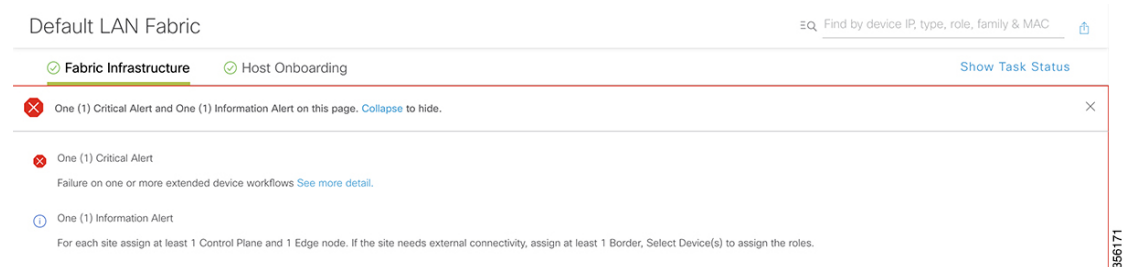 Default LAN Fabric
Find by device IP, type, role, family & MAC
Fabric Infrastructure
Host Onboarding
Show Task Status
One (1) Critical Alert and One (1) Information Alert on this page. Collapse to hide.
One (1) Critical Alert
Failure on one or more extended device workflows See more detail.
One (1) Information Alert
For each site assign at least 1 Control Plane and 1 Edge node. If the site needs external connectivity, assign at least 1 Border, Select Device(s) to assign the roles.
356171